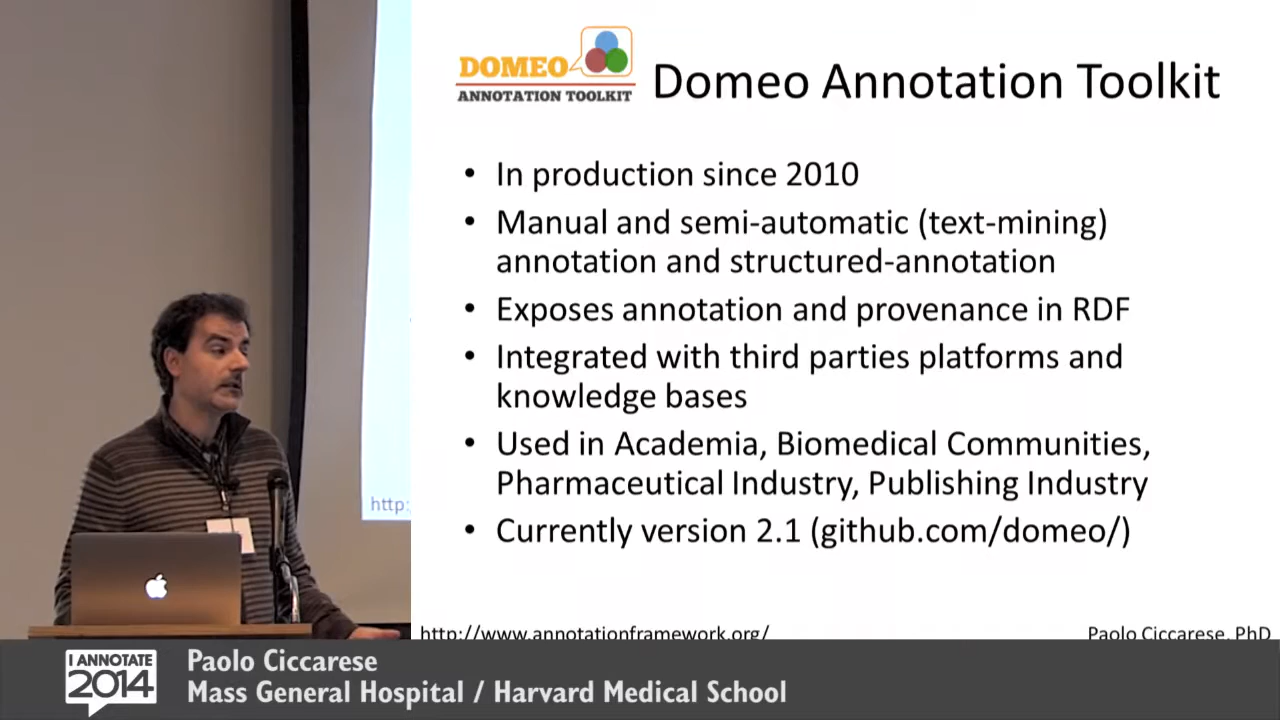 DOMEO
ANNOTATION TOOLKIT
Domeo Annotation Toolkit
• In production since 2010
• Manual and semi-automatic (text-mining)
annotation and structured-annotation
• Exposes annotation and provenance in RDF
• Integrated with third parties platforms and
knowledge bases
• Used in Academia, Biomedical Communities,
Pharmaceutical Industry, Publishing Industry
• Currently version 2.1 (github.com/domeo/)
http:
http://www.annotationframework.org/
Paolo Ciccarese, PhD
I ANNOTATE
2014
Paolo Ciccarese
Mass General Hospital / Harvard Medical School